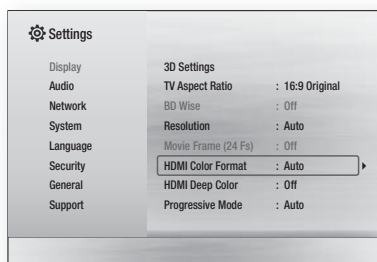 Settings
Display
Audio
Network
System
Language
Security
General
Support
3D Settings
TV Aspect Ratio : 16:9 Original
BD Wise : Off
Resolution : Auto
Movie Frame (24 Fs) : Off
HDMI Color Format : Auto
HDMI Deep Color : Off
Progressive Mode : Auto